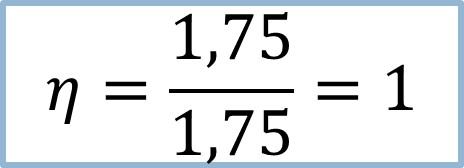 η = 1,75 / 1,75 = 1